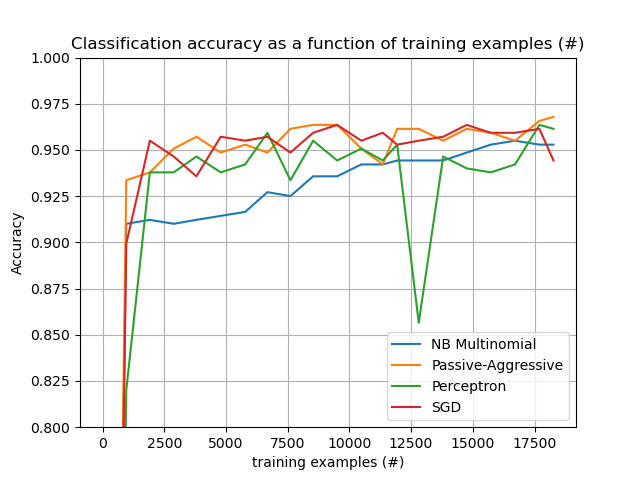 Classification accuracy as a function of training examples (#)
1.000
0.975
0.950
0.925
0.900
0.875
0.850
0.825
0.800
Accuracy
NB Multinomial
Passive-Aggressive
Perceptron
SGD
0 2500 5000 7500 10000 12500 15000 17500
training examples (#)